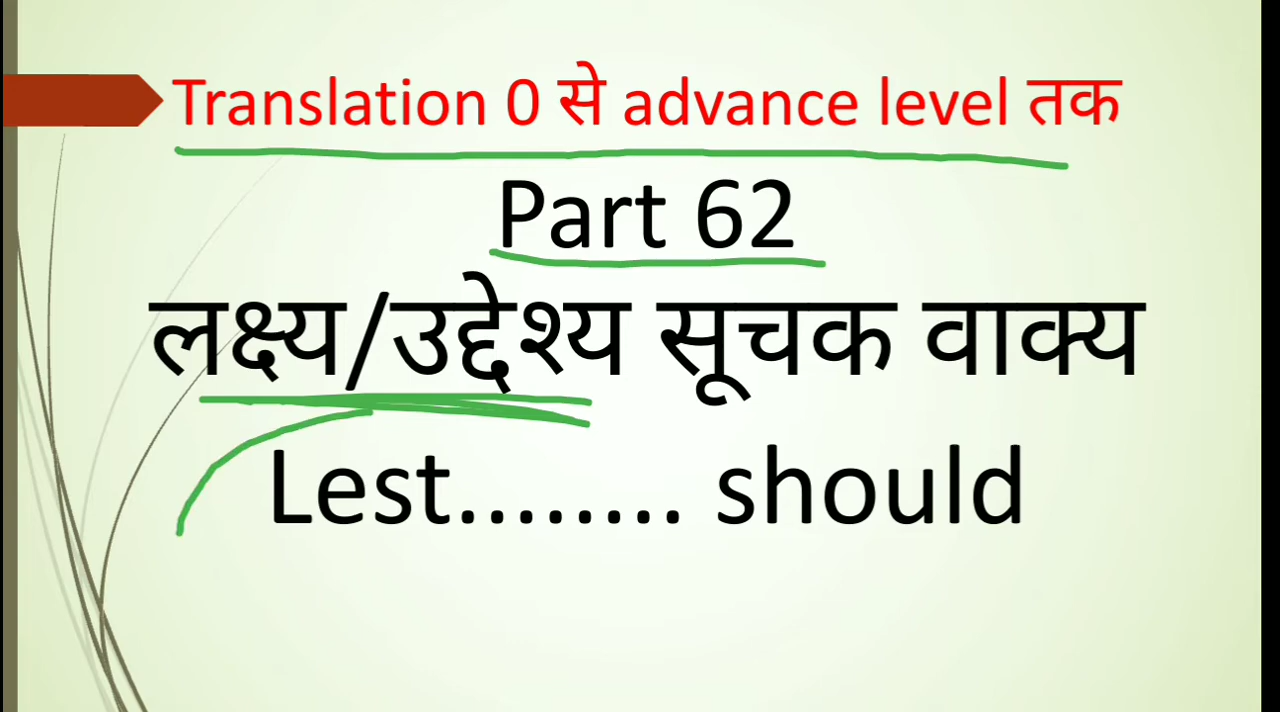 Translation 0 से advance level तक
Part 62
लक्ष्य/उद्देश्य सूचक वाक्य
Lest........ should